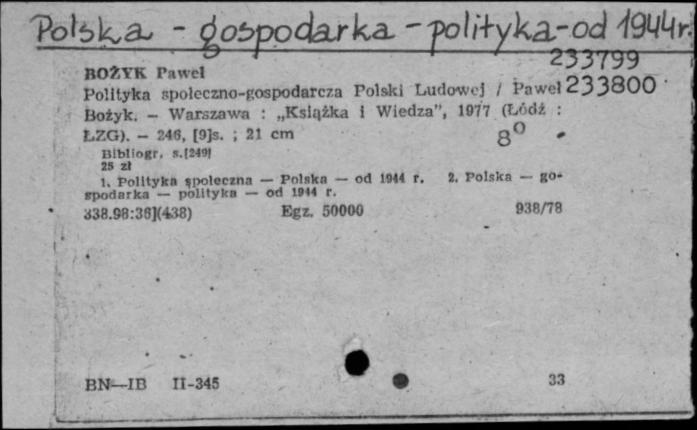 Polska - gospodarka - polityka - od 1944 r.
233799
BOŻYK Paweł
Polityka społeczno-gospodarcza Polski Ludowej / Paweł 233800
Bożyk. — Warszawa : „Książka i Wiedza", 1977 (Łódź :
ŁZG). — 246, [9]s. ; 21 cm
8º
Bibliogr. s.[249]
25 zł
1. Polityka społeczna — Polska — od 1944 r. 2. Polska — go-
spodarka — polityka — od 1944 r.
338.98:36](438) Egz. 50000 938/78
BN—IB II-345 33